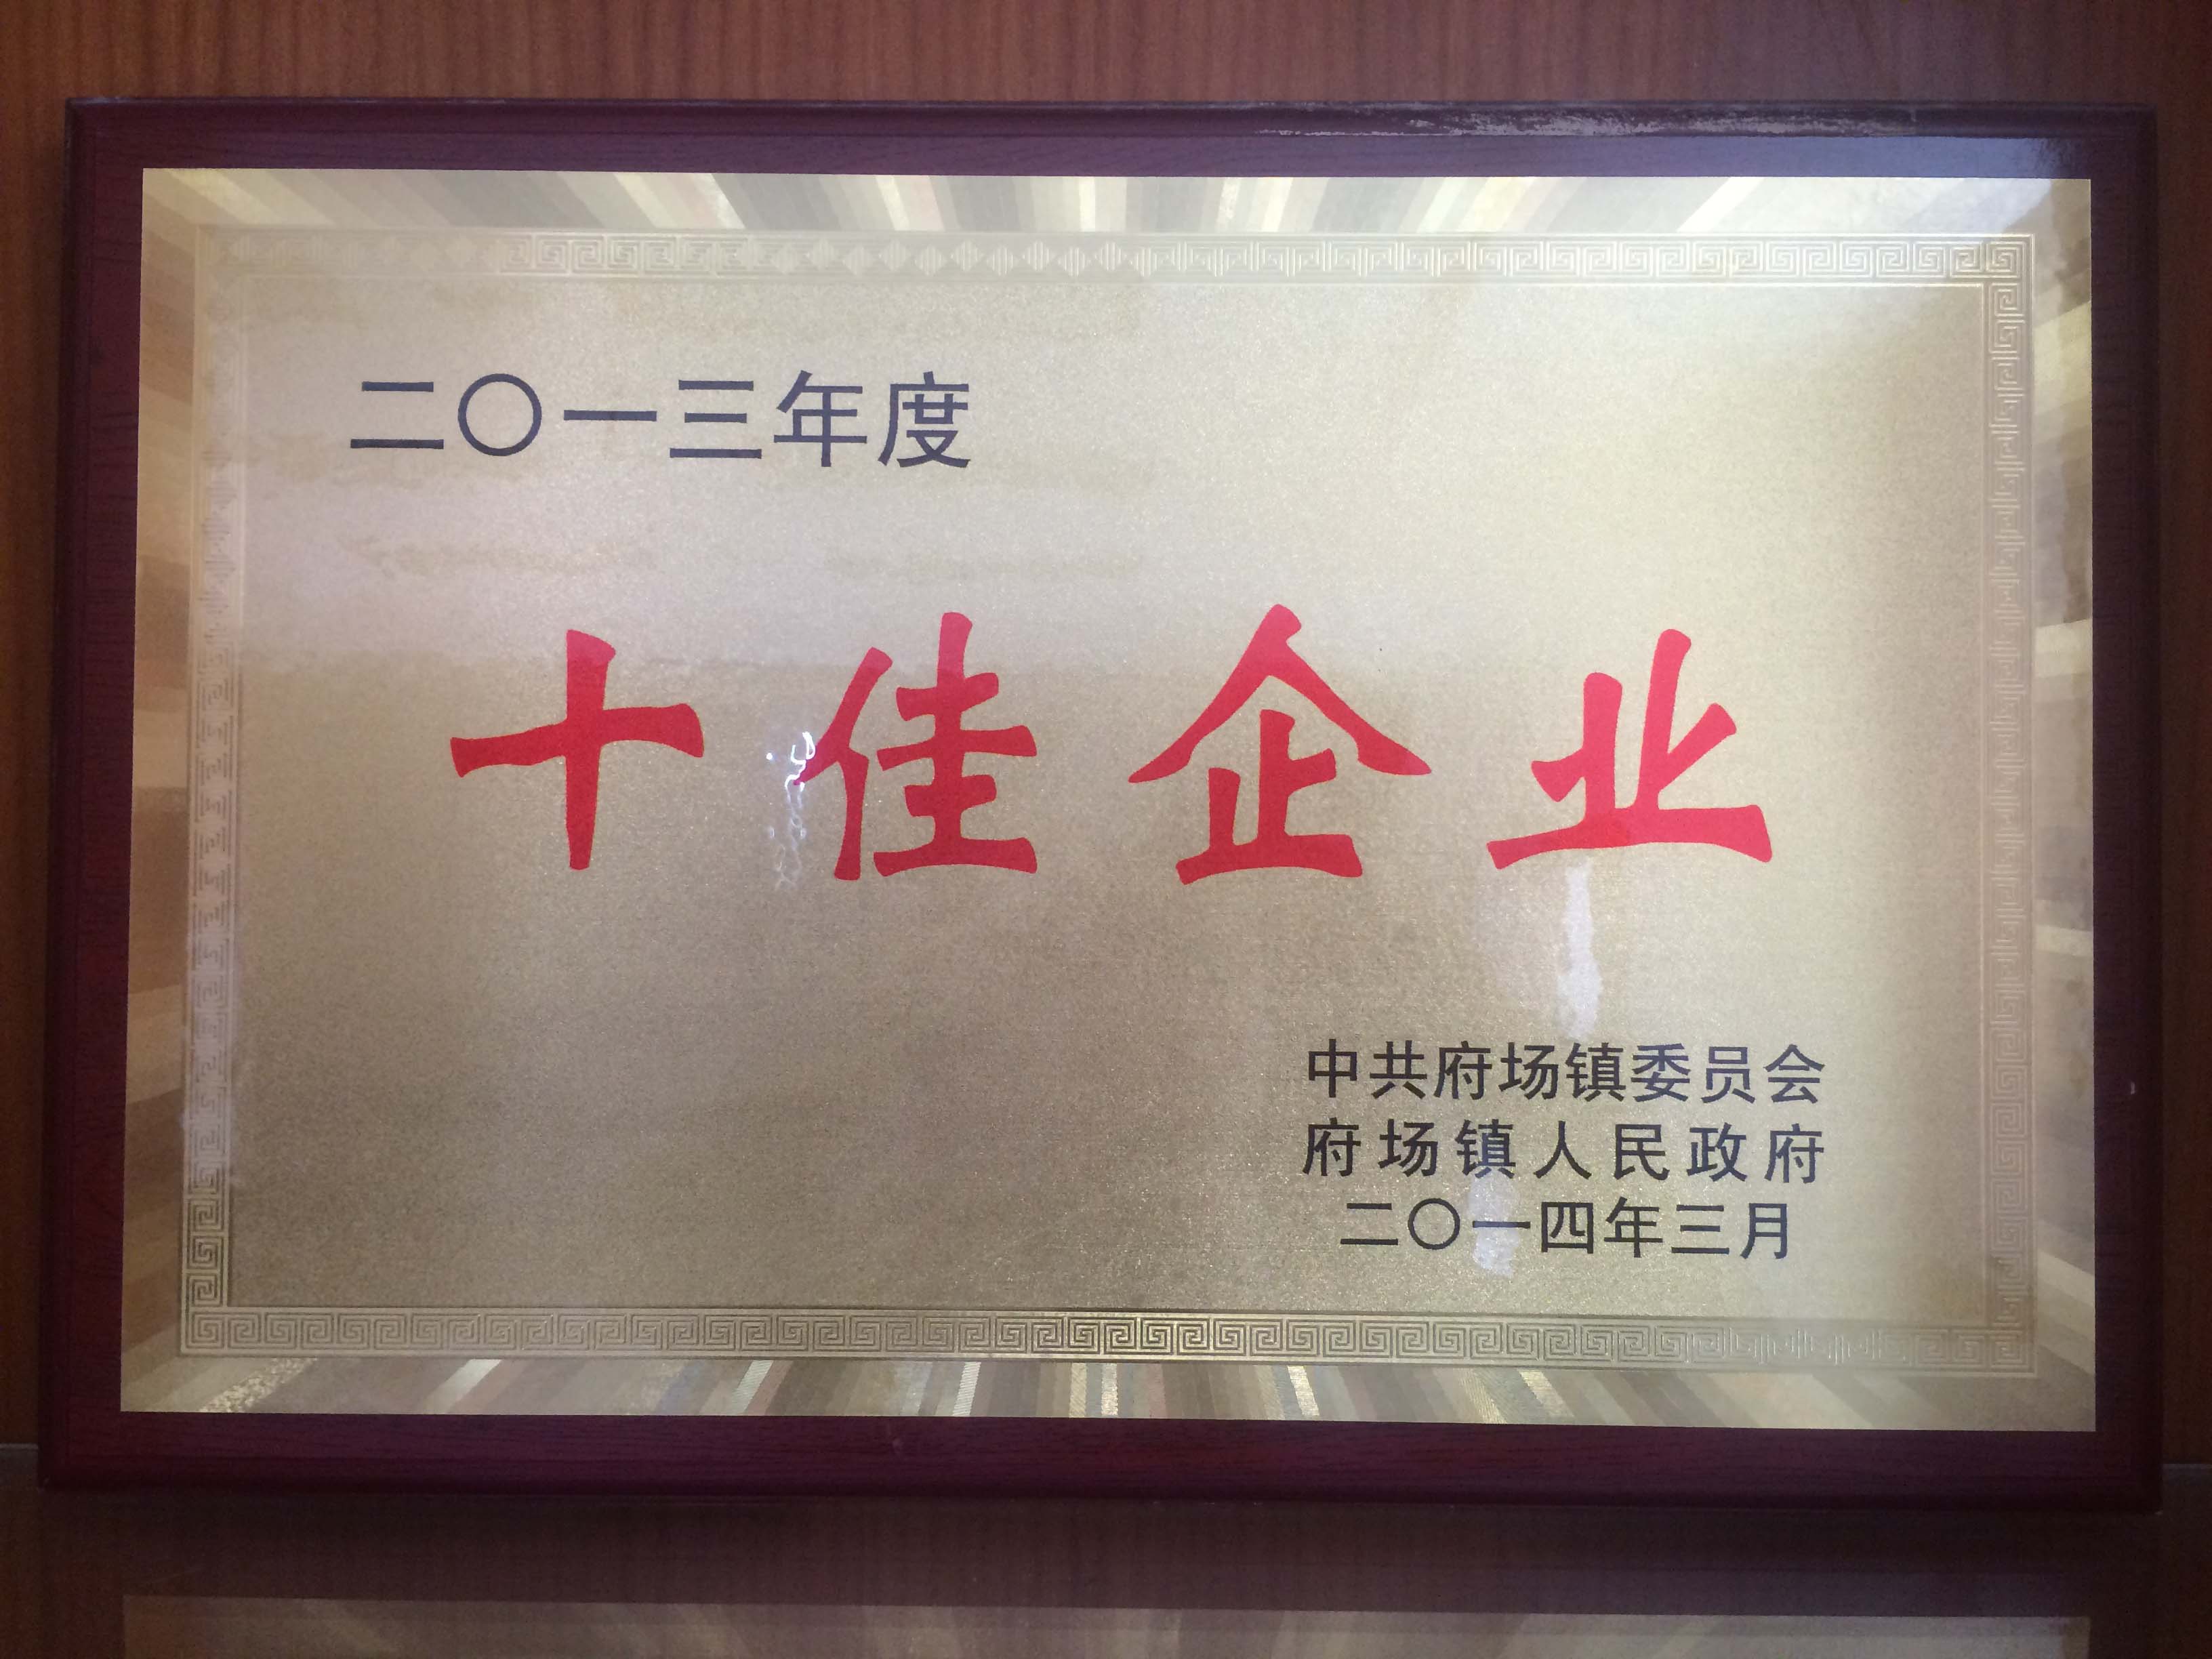 二〇一三年度
十佳企业
中共府场镇委员会
府场镇人民政府
二〇一四年三月